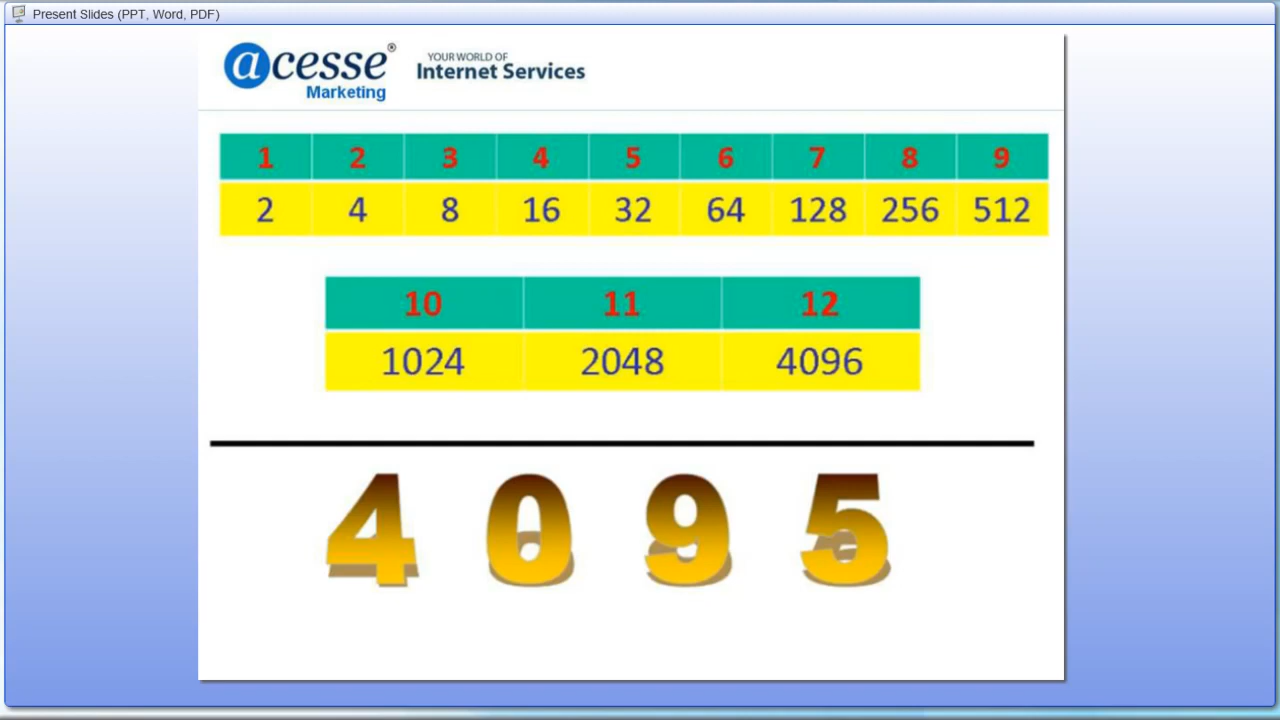 Present Slides (PPT, Word, PDF)
acesse® YOUR WORLD OF
Internet Services
Marketing
1 2 3 4 5 6 7 8 9
2 4 8 16 32 64 128 256 512
10 11 12
1024 2048 4096
4 0 9 5